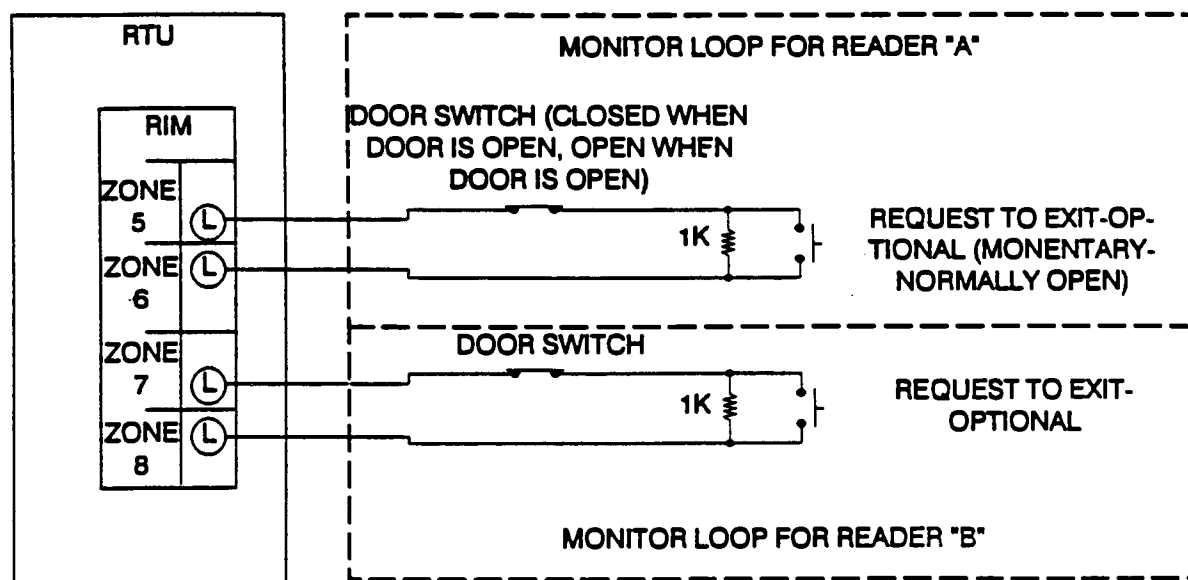 RTU
RIM
ZONE
5
L
ZONE
6
L
ZONE
7
L
ZONE
8
L
MONITOR LOOP FOR READER "A"
DOOR SWITCH (CLOSED WHEN
DOOR IS OPEN, OPEN WHEN
DOOR IS OPEN)
1K
REQUEST TO EXIT-OP-
TIONAL (MONENTARY-
NORMALLY OPEN)
DOOR SWITCH
1K
REQUEST TO EXIT-
OPTIONAL
MONITOR LOOP FOR READER "B"